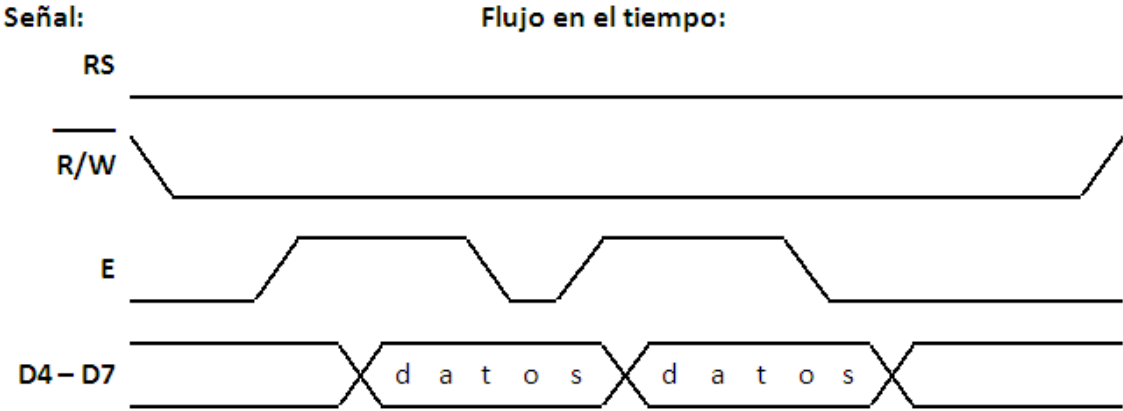 Señal: Flujo en el tiempo:
RS
R/W
E
D4 – D7 d a t o s d a t o s